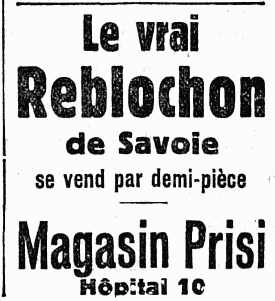 Le vrai
Reblochon
de Savoie
se vend par demi-pièce
Magasin Prisi
Hôpital 10